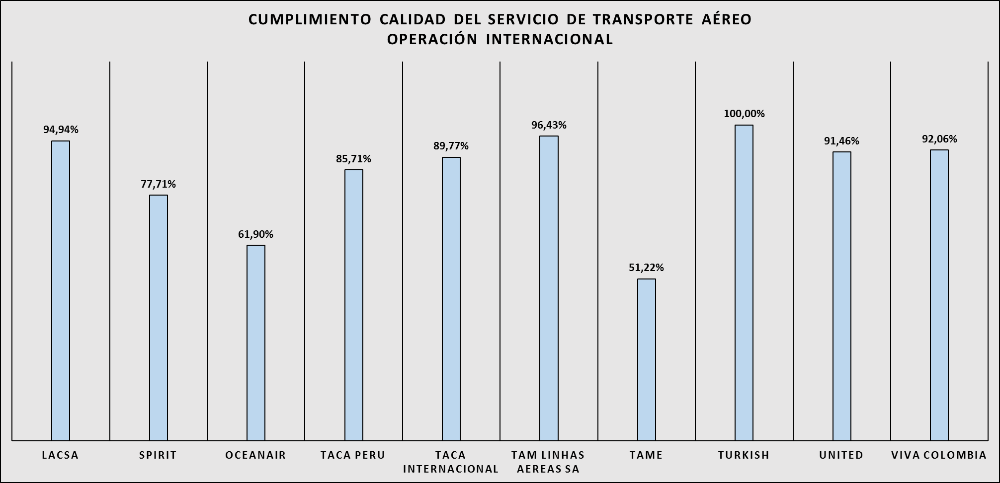 CUMPLIMIENTO CALIDAD DEL SERVICIO DE TRANSPORTE AÉREO
OPERACIÓN INTERNACIONAL
94,94%
77,71%
61,90%
85,71%
89,77%
96,43%
51,22%
100,00%
91,46%
92,06%
LACSA
SPIRIT
OCEANAIR
TACA PERU
TACA
INTERNACIONAL
TAM LINHAS
AEREAS SA
TAME
TURKISH
UNITED
VIVA COLOMBIA